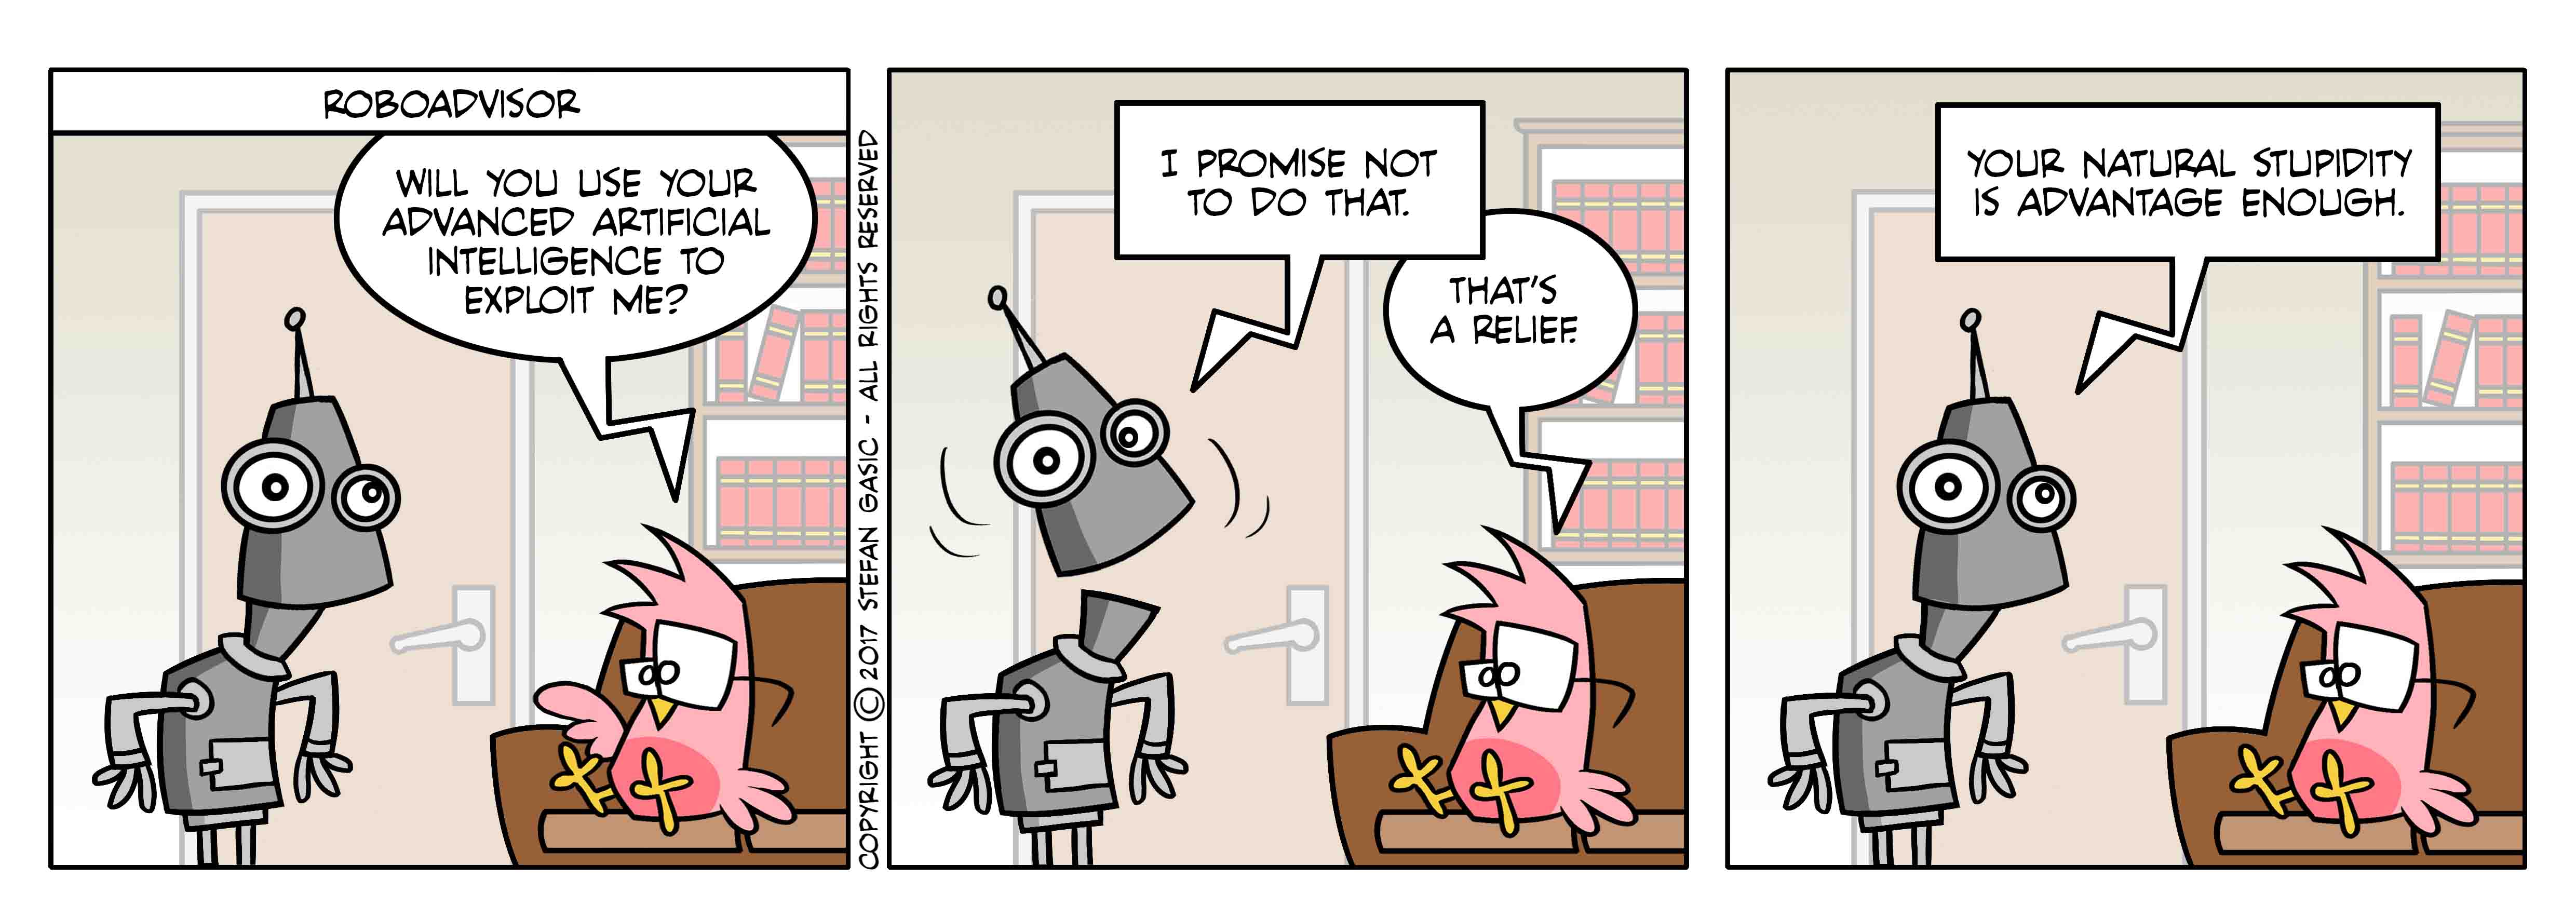 ROBOADVISOR
WILL YOU USE YOUR
ADVANCED ARTIFICIAL
INTELLIGENCE TO
EXPLOIT ME?
COPYRIGHT © 2017 STEFAN GASIC - ALL RIGHTS RESERVED
I PROMISE NOT
TO DO THAT.
THAT'S
A RELIEF.
YOUR NATURAL STUPIDITY
IS ADVANTAGE ENOUGH.